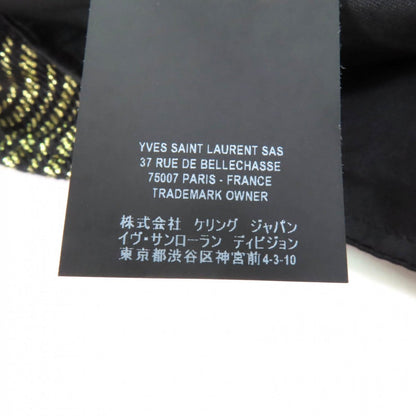 YVES SAINT LAURENT SAS
37 RUE DE BELLECHASSE
75007 PARIS - FRANCE
TRADEMARK OWNER
株式会社 ケリング ジャパン
イヴ・サンローラン ディビジョン
東京都渋谷区神宮前4-3-10